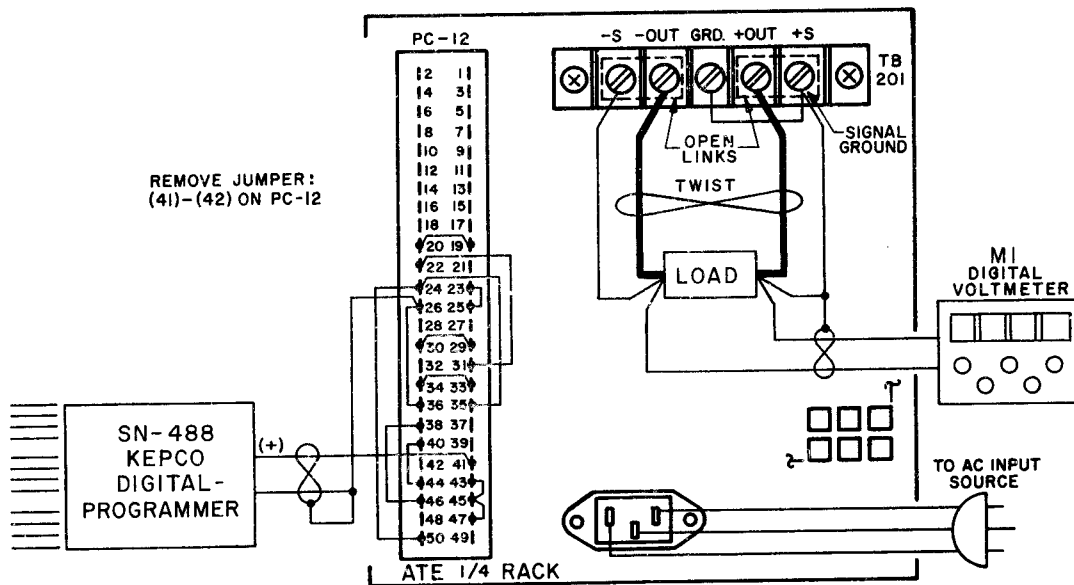 PC-12
2 1
4 3
6 5
8 7
10 9
12 11
14 13
16 15
18 17
20 19
22 21
24 23
26 25
28 27
30 29
32 31
34 33
36 35
38 37
40 39
42 41
44 43
46 45
48 47
50 49
REMOVE JUMPER:
(41)-(42) ON PC-12
-S -OUT GRD. +OUT +S
TB
201
OPEN
LINKS
SIGNAL
GROUND
TWIST
LOAD
M1
DIGITAL
VOLTMETER
SN-488
KEPCO
DIGITAL-
PROGRAMMER
(+)
TO AC INPUT
SOURCE
ATE 1/4 RACK